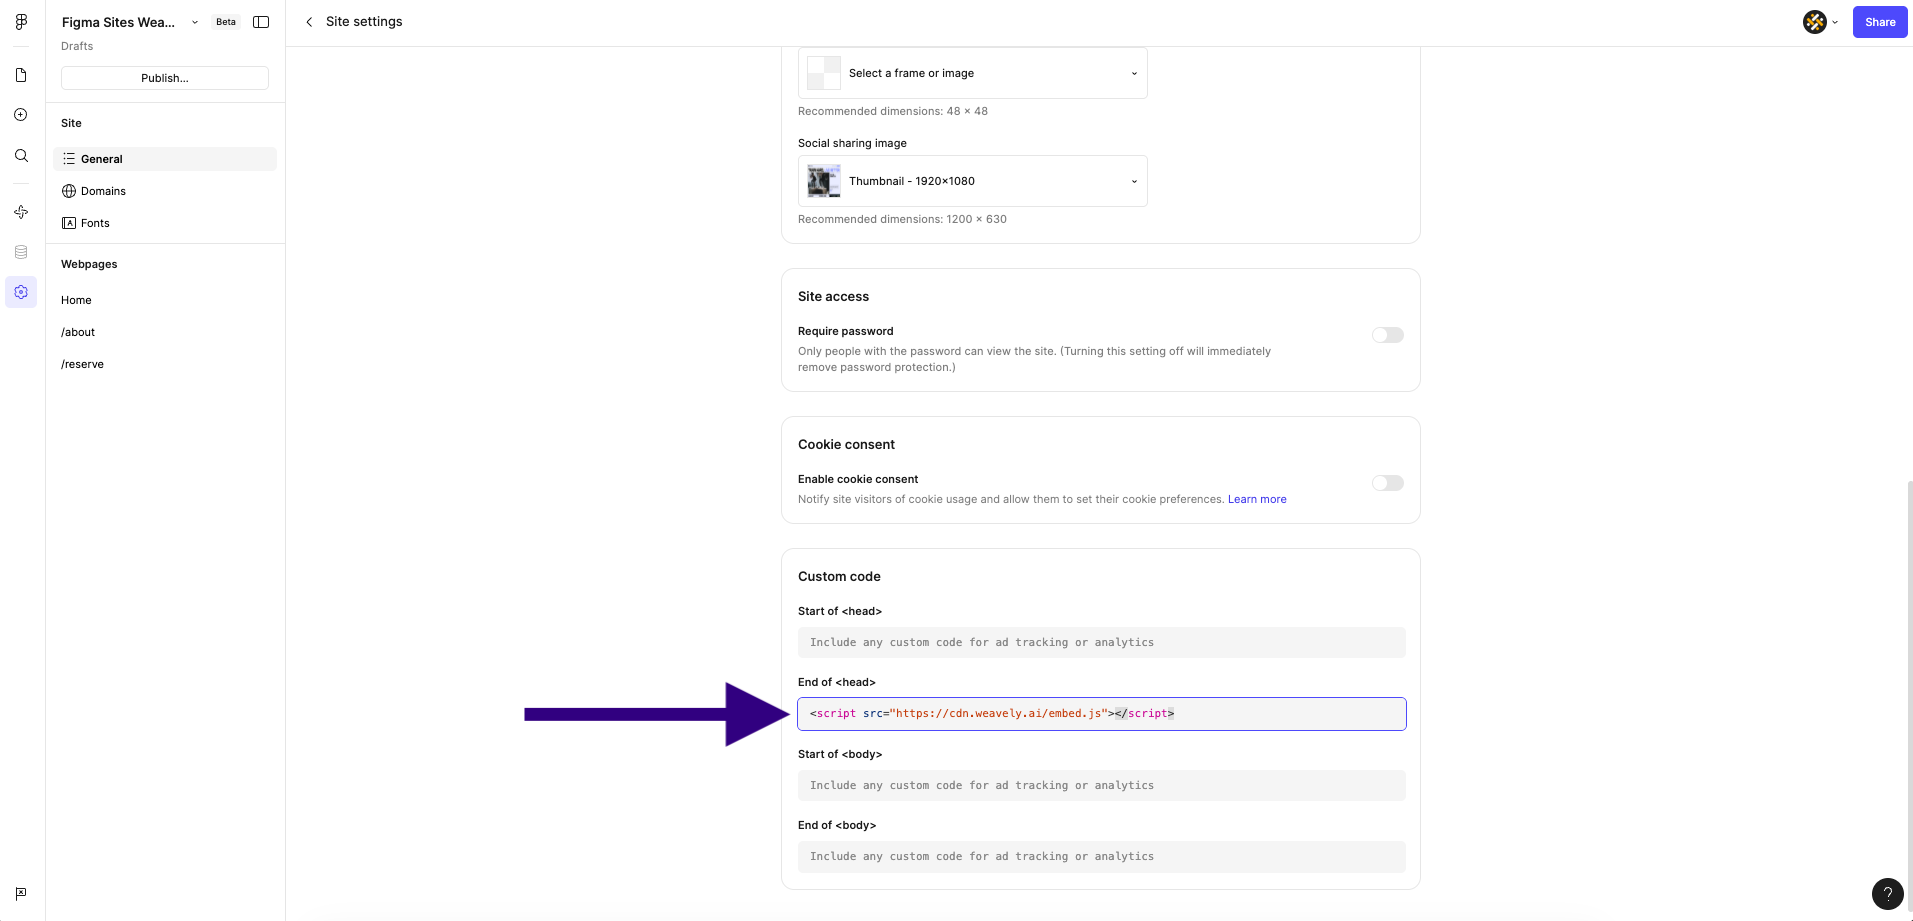 Figma Sites Wea...
Beta
Drafts
Publish...
Site
General
Domains
Fonts
Webpages
Home
/about
/reserve
Site settings
Share
Select a frame or image
Recommended dimensions: 48 × 48
Social sharing image
Thumbnail - 1920×1080
Recommended dimensions: 1200 × 630
Site access
Require password
Only people with the password can view the site. (Turning this setting off will immediately
remove password protection.)
Cookie consent
Enable cookie consent
Notify site visitors of cookie usage and allow them to set their cookie preferences. Learn more
Custom code
Start of <head>
Include any custom code for ad tracking or analytics
End of <head>
<script src="https://cdn.weavely.ai/embed.js"></script>
Start of <body>
Include any custom code for ad tracking or analytics
End of <body>
Include any custom code for ad tracking or analytics
?